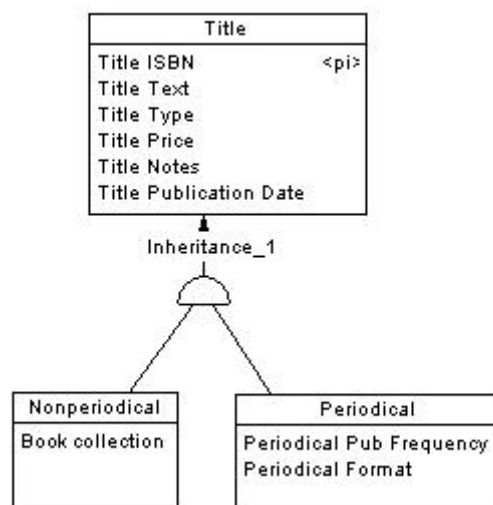 Title
Title ISBN <pi>
Title Text
Title Type
Title Price
Title Notes
Title Publication Date
Inheritance_1
Nonperiodical
Book collection
Periodical
Periodical Pub Frequency
Periodical Format